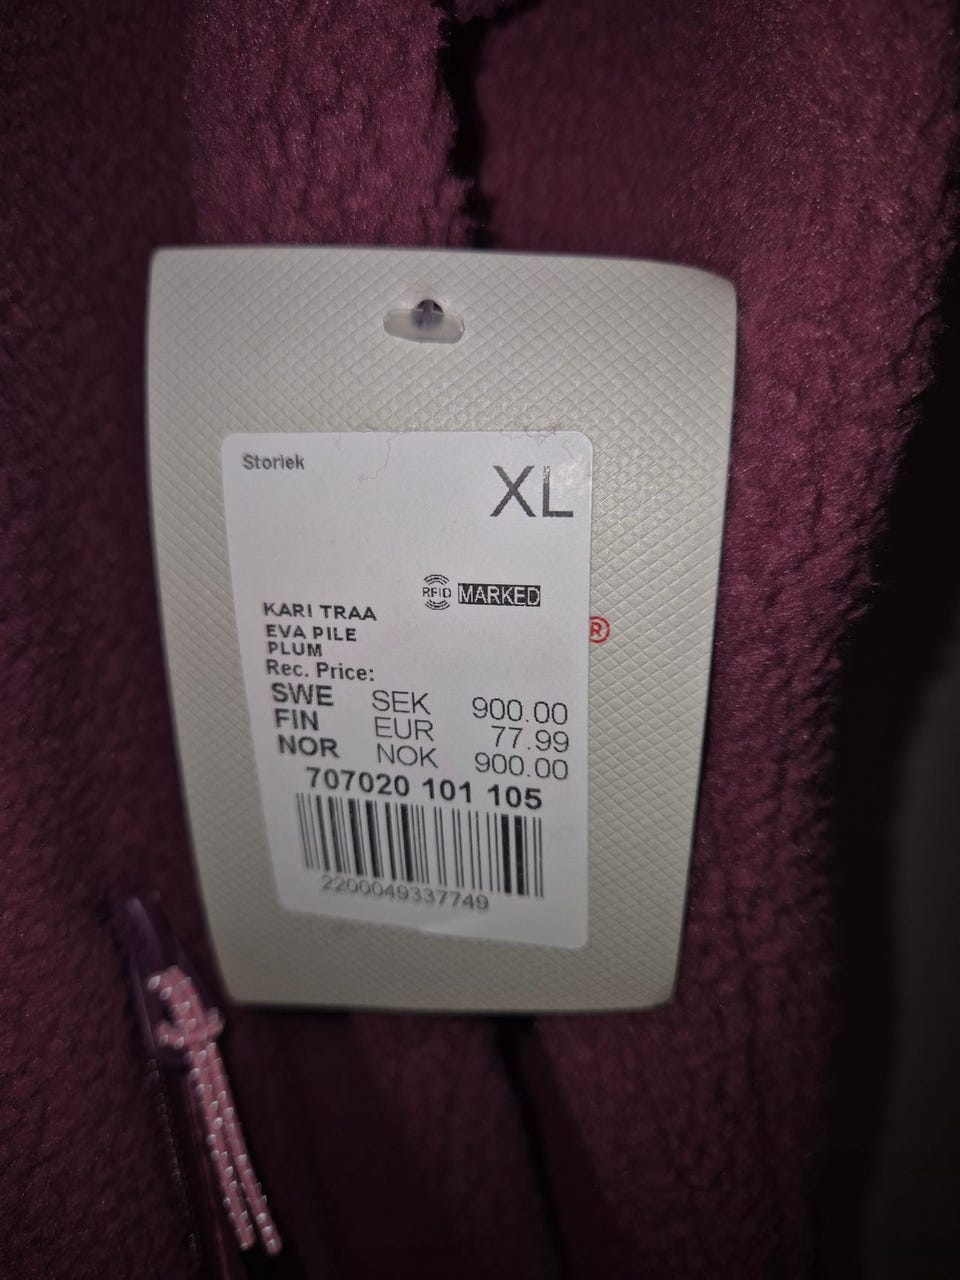 Storlek
XL
RFID MARKED
KARI TRAA
®
EVA PILE
PLUM
Rec. Price:
SWE SEK 900.00
FIN EUR 77.99
NOR NOK 900.00
707020 101 105
2200049337749